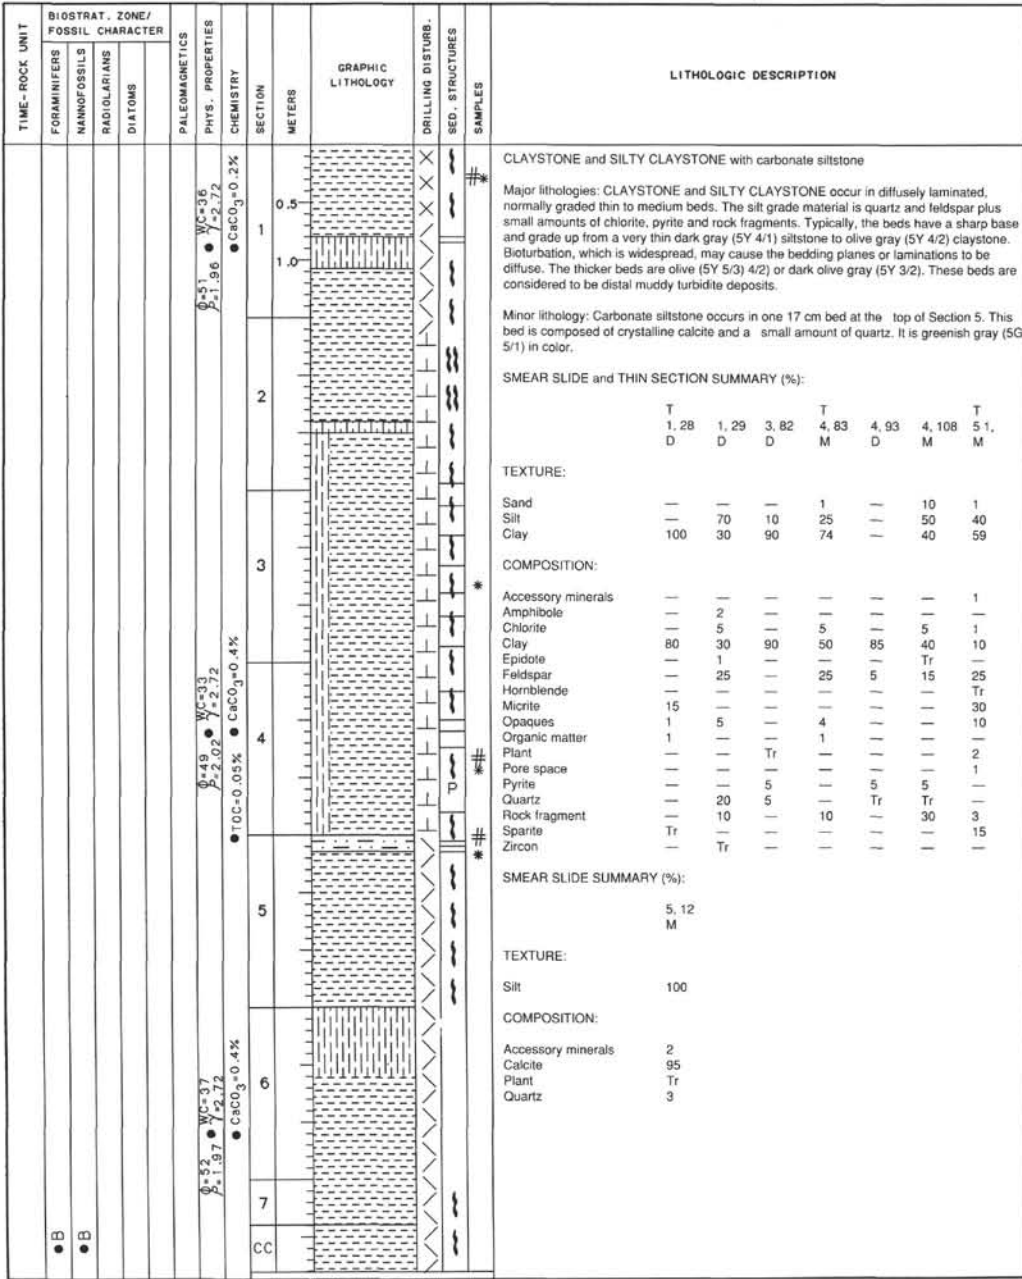 TIME-ROCK UNIT
BIOSTRAT. ZONE/
FOSSIL CHARACTER
FORAMINIFERS
NANNOFOSSILS
RADIOLARIANS
DIATOMS
PALEOMAGNETICS
PHYS. PROPERTIES
CHEMISTRY
SECTION
METERS
GRAPHIC
LITHOLOGY
DRILLING DISTURB.
SED. STRUCTURES
SAMPLES
LITHOLOGIC DESCRIPTION
● B
● B
Φ=51 ● WC=36
ρ=1.96 γ=2.72
● CaCO3=0.2%
Φ=49 ● WC=33
ρ=2.02 γ=2.72
● TOC=0.05% ● CaCO3=0.4%
Φ=52 ● WC=37
ρ=1.97 γ=2.72
● CaCO3=0.4%
1
2
3
4
5
6
7
CC
0.5
1.0
#*
*
#
*
P
#
*
CLAYSTONE and SILTY CLAYSTONE with carbonate siltstone
Major lithologies: CLAYSTONE and SILTY CLAYSTONE occur in diffusely laminated,
normally graded thin to medium beds. The silt grade material is quartz and feldspar plus
small amounts of chlorite, pyrite and rock fragments. Typically, the beds have a sharp base
and grade up from a very thin dark gray (5Y 4/1) siltstone to olive gray (5Y 4/2) claystone.
Bioturbation, which is widespread, may cause the bedding planes or laminations to be
diffuse. The thicker beds are olive (5Y 5/3) 4/2) or dark olive gray (5Y 3/2). These beds are
considered to be distal muddy turbidite deposits.
Minor lithology: Carbonate siltstone occurs in one 17 cm bed at the top of Section 5. This
bed is composed of crystalline calcite and a small amount of quartz. It is greenish gray (5G
5/1) in color.
SMEAR SLIDE and THIN SECTION SUMMARY (%):
T T T
1, 28 1, 29 3, 82 4, 83 4, 93 4, 108 5 1,
D D D M D M M
TEXTURE:
Sand — — — 1 — 10 1
Silt — 70 10 25 — 50 40
Clay 100 30 90 74 — 40 59
COMPOSITION:
Accessory minerals — — — — — — 1
Amphibole — 2 — — — — —
Chlorite — 5 — 5 — 5 1
Clay 80 30 90 50 85 40 10
Epidote — 1 — — — Tr —
Feldspar — 25 — 25 5 15 25
Hornblende — — — — — — Tr
Micrite 15 — — — — — 30
Opaques 1 5 — 4 — — 10
Organic matter 1 — — 1 — — —
Plant — — Tr — — — 2
Pore space — — — — — — 1
Pyrite — — 5 — 5 5 —
Quartz — 20 5 — Tr Tr —
Rock fragment — 10 — 10 — 30 3
Sparite Tr — — — — — 15
Zircon — Tr — — — — —
SMEAR SLIDE SUMMARY (%):
5, 12
M
TEXTURE:
Silt 100
COMPOSITION:
Accessory minerals 2
Calcite 95
Plant Tr
Quartz 3